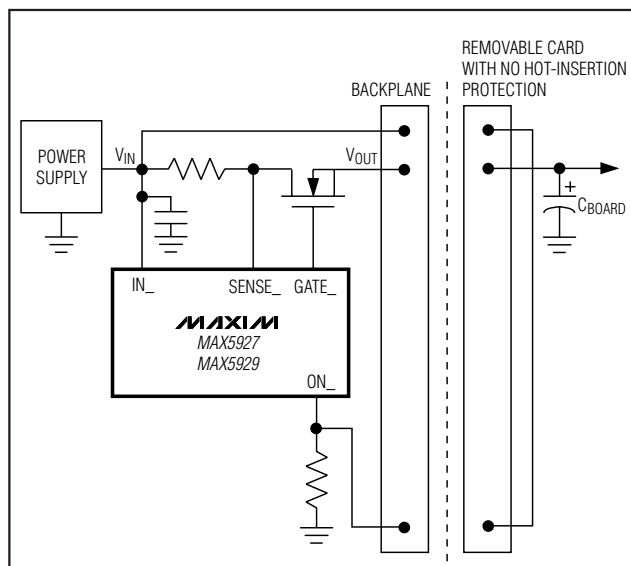 REMOVABLE CARD
WITH NO HOT-INSERTION
PROTECTION
BACKPLANE
POWER
SUPPLY
VIN
VOUT
+
CBOARD
IN_
SENSE_
GATE_
MAXIM
MAX5927
MAX5929
ON_